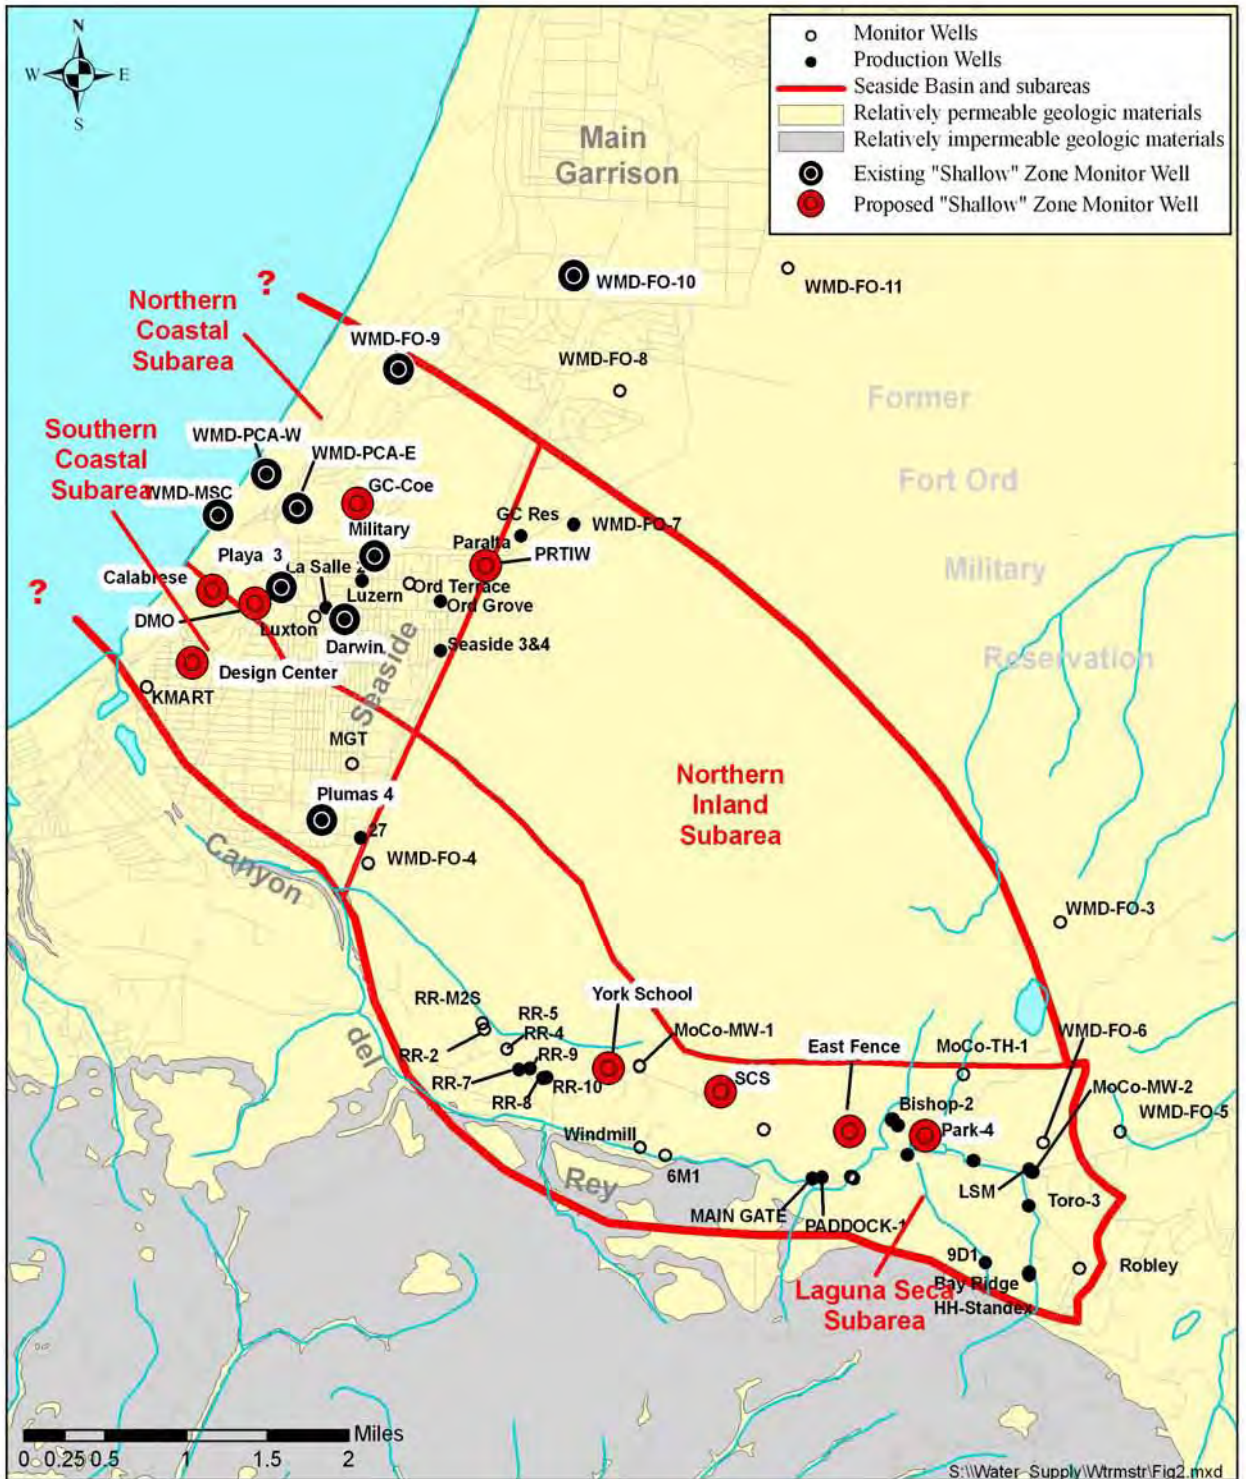 N
W
E
S
Monitor Wells
Production Wells
Seaside Basin and subareas
Relatively permeable geologic materials
Relatively impermeable geologic materials
Existing "Shallow" Zone Monitor Well
Proposed "Shallow" Zone Monitor Well
Main
Garrison
?
Northern
Coastal
Subarea
WMD-FO-10
WMD-FO-11
WMD-FO-9
WMD-FO-8
Former
Fort Ord
Military
Reservation
Southern
Coastal
Subarea
WMD-PCA-W
WMD-PCA-E
WMD-MSC
GC-Coe
Military
GC Res
WMD-FO-7
Paralta
PRTIW
Playa 3
La Salle 2
Calabrese
Luzern
Ord Terrace
Ord Grove
?
DMO
Luxton
Darwin
Seaside 3&4
Seaside
Design Center
KMART
MGT
Northern
Inland
Subarea
Plumas 4
27
WMD-FO-4
Canyon
WMD-FO-3
York School
RR-M2S
RR-5
RR-4
MoCo-MW-1
WMD-FO-6
del
RR-2
RR-9
East Fence
MoCo-TH-1
RR-7
RR-10
SCS
MoCo-MW-2
RR-8
Bishop-2
WMD-FO-5
Windmill
Park-4
6M1
Rey
LSM
Toro-3
MAIN GATE
PADDOCK-1
9D1
Robley
Bay Ridge
HH-Standex
Laguna Seca
Subarea
Miles
0 0.25 0.5 1 1.5 2
S:\\Water_Supply\Wtrmstr\Fig2.mxd